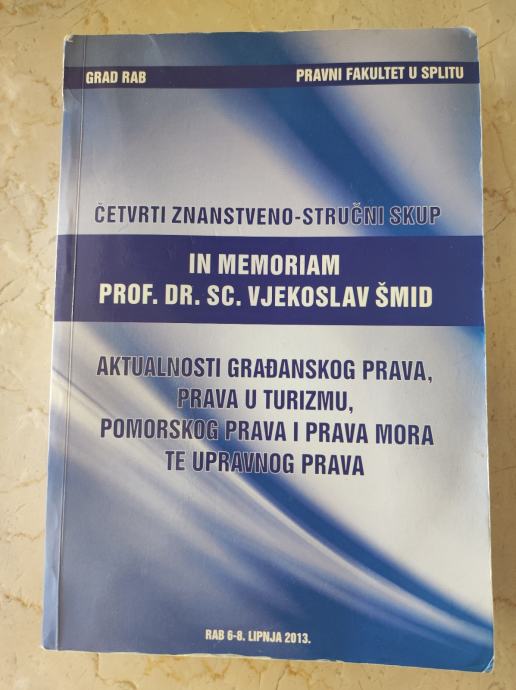 GRAD RAB
PRAVNI FAKULTET U SPLITU
ČETVRTI ZNANSTVENO-STRUČNI SKUP
IN MEMORIAM
PROF. DR. SC. VJEKOSLAV ŠMID
AKTUALNOSTI GRAĐANSKOG PRAVA,
PRAVA U TURIZMU,
POMORSKOG PRAVA I PRAVA MORA
TE UPRAVNOG PRAVA
RAB 6-8. LIPNJA 2013.